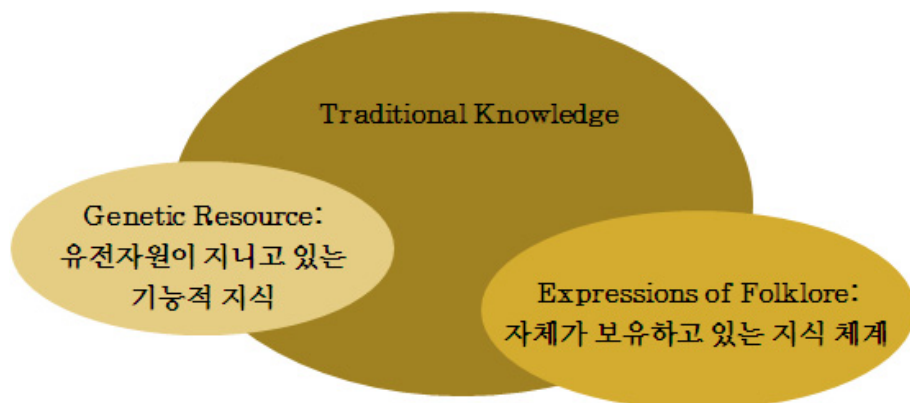 Traditional Knowledge
Genetic Resource:
유전자원이 지니고 있는
기능적 지식
Expressions of Folklore:
자체가 보유하고 있는 지식 체계